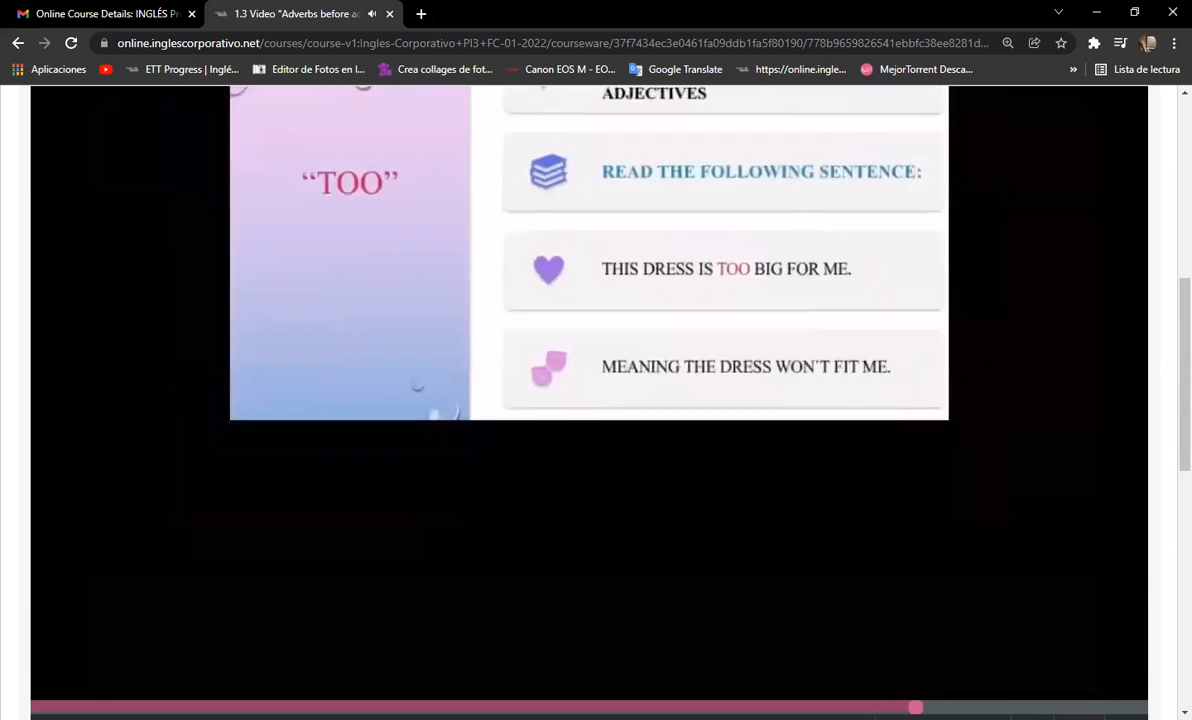 Online Course Details: INGLÉS Pr
1.3 Video "Adverbs before ac
online.inglescorporativo.net/courses/course-v1:Ingles-Corporativo+PI3+FC-01-2022/courseware/37f7434ec3e0461fa09ddb1fa5f80190/778b9659826541ebbfc38ee8281d...
Aplicaciones
ETT Progress | Inglé...
Editor de Fotos en l...
Crea collages de fot...
Canon EOS M - EO...
Google Translate
https://online.ingle...
MejorTorrent Desca...
»
Lista de lectura
ADJECTIVES
“TOO”
READ THE FOLLOWING SENTENCE:
THIS DRESS IS TOO BIG FOR ME.
MEANING THE DRESS WON´T FIT ME.